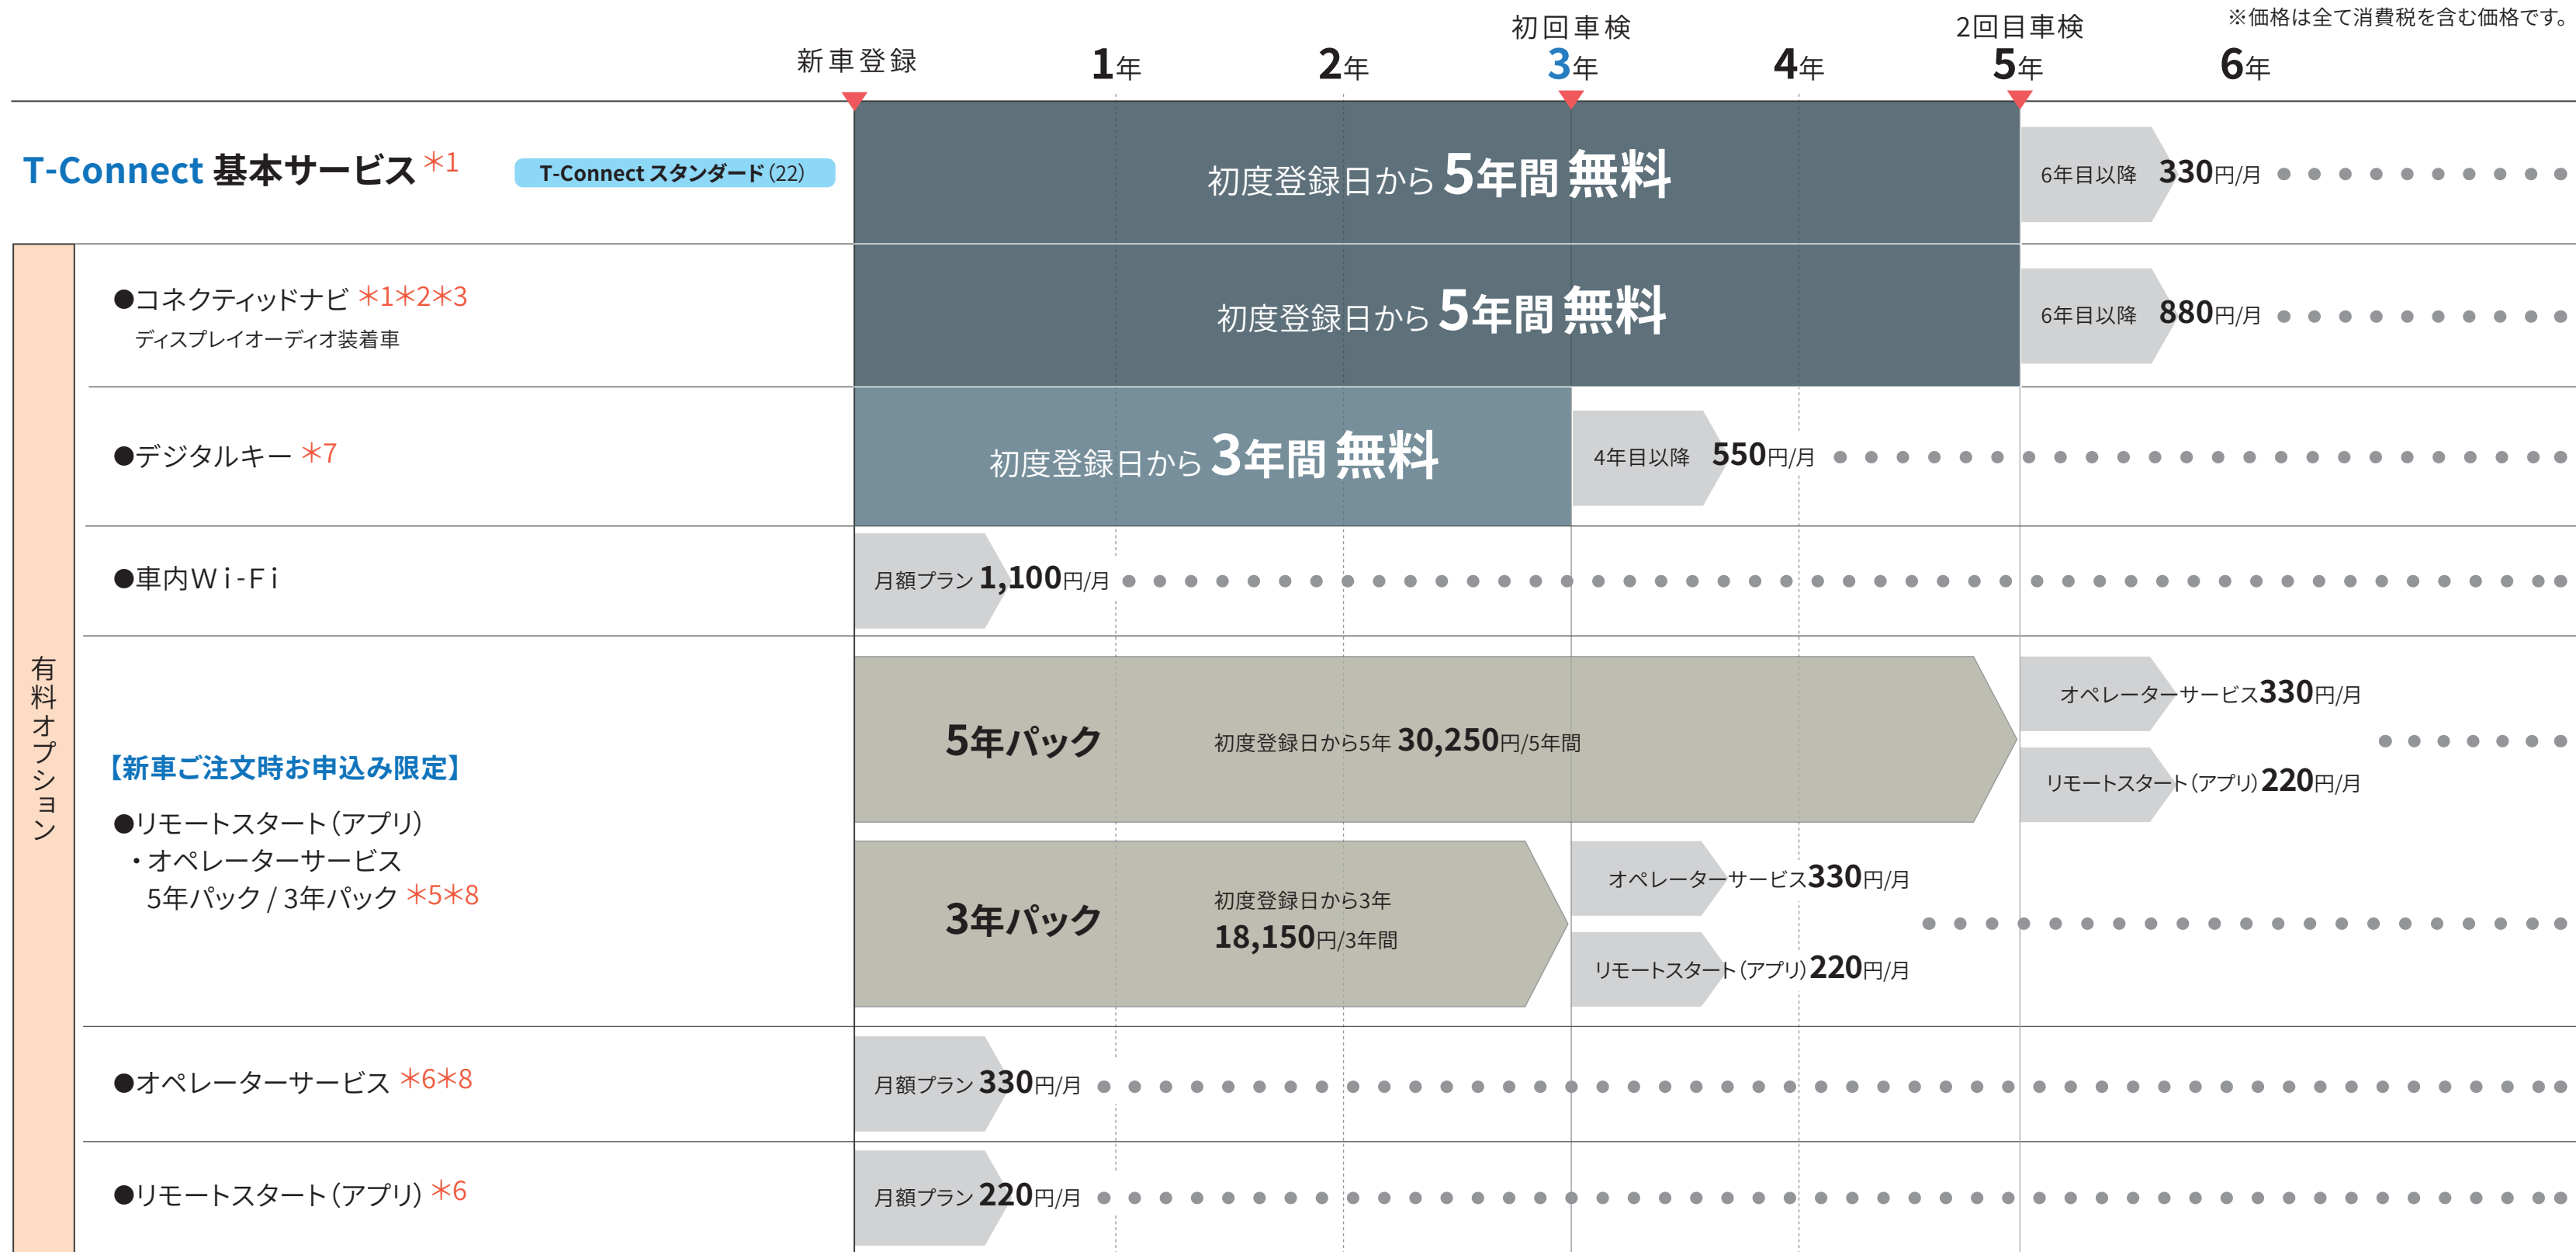 ※価格は全て消費税を含む価格です。
新車登録
1年
2年
初回車検
3年
4年
2回目車検
5年
6年
T-Connect 基本サービス ＊1
T-Connect スタンダード（22）
初度登録日から 5年間 無料
6年目以降 330円/月
有料オプション
●コネクティッドナビ ＊1＊2＊3
ディスプレイオーディオ装着車
初度登録日から 5年間 無料
6年目以降 880円/月
●デジタルキー ＊7
初度登録日から 3年間 無料
4年目以降 550円/月
●車内Ｗｉ-Ｆｉ
月額プラン 1,100円/月
【新車ご注文時お申込み限定】
●リモートスタート（アプリ）
・オペレーターサービス
5年パック / 3年パック ＊5＊8
5年パック
初度登録日から5年 30,250円/5年間
オペレーターサービス330円/月
リモートスタート（アプリ）220円/月
3年パック
初度登録日から3年
18,150円/3年間
オペレーターサービス330円/月
リモートスタート（アプリ）220円/月
●オペレーターサービス ＊6＊8
月額プラン 330円/月
●リモートスタート（アプリ） ＊6
月額プラン 220円/月